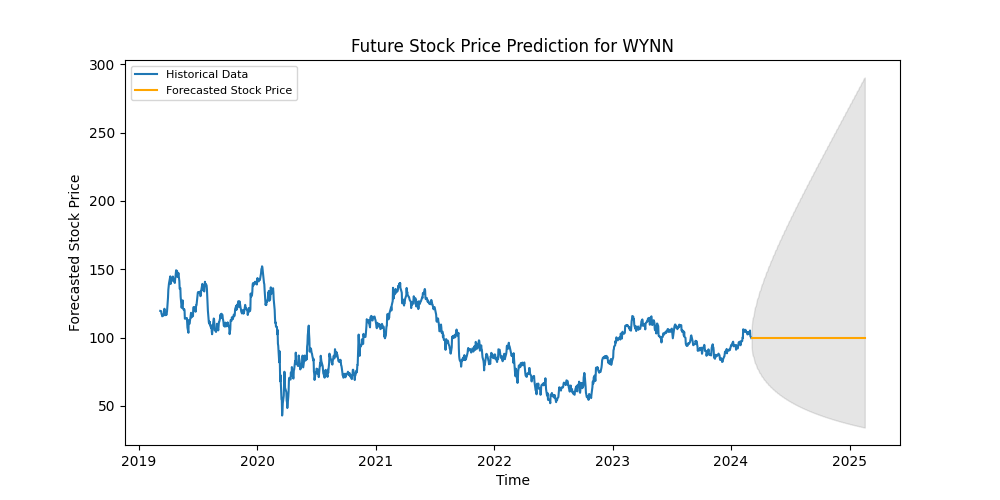 Future Stock Price Prediction for WYNN
Historical Data
Forecasted Stock Price
Forecasted Stock Price
300
250
200
150
100
50
2019
2020
2021
2022
2023
2024
2025
Time